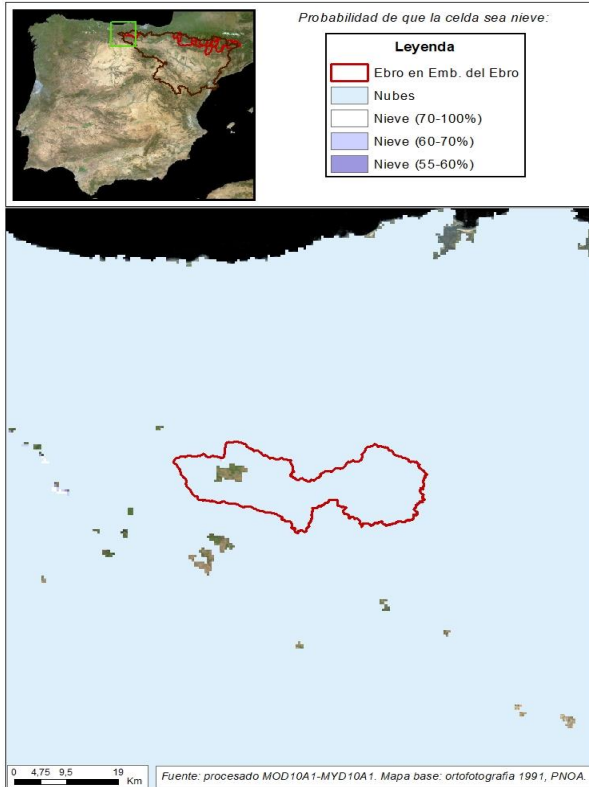 Probabilidad de que la celda sea nieve:
Leyenda
Ebro en Emb. del Ebro
Nubes
Nieve (70-100%)
Nieve (60-70%)
Nieve (55-60%)
0 4,75 9,5 19
Km
Fuente: procesado MOD10A1-MYD10A1. Mapa base: ortofotografia 1991, PNOA.